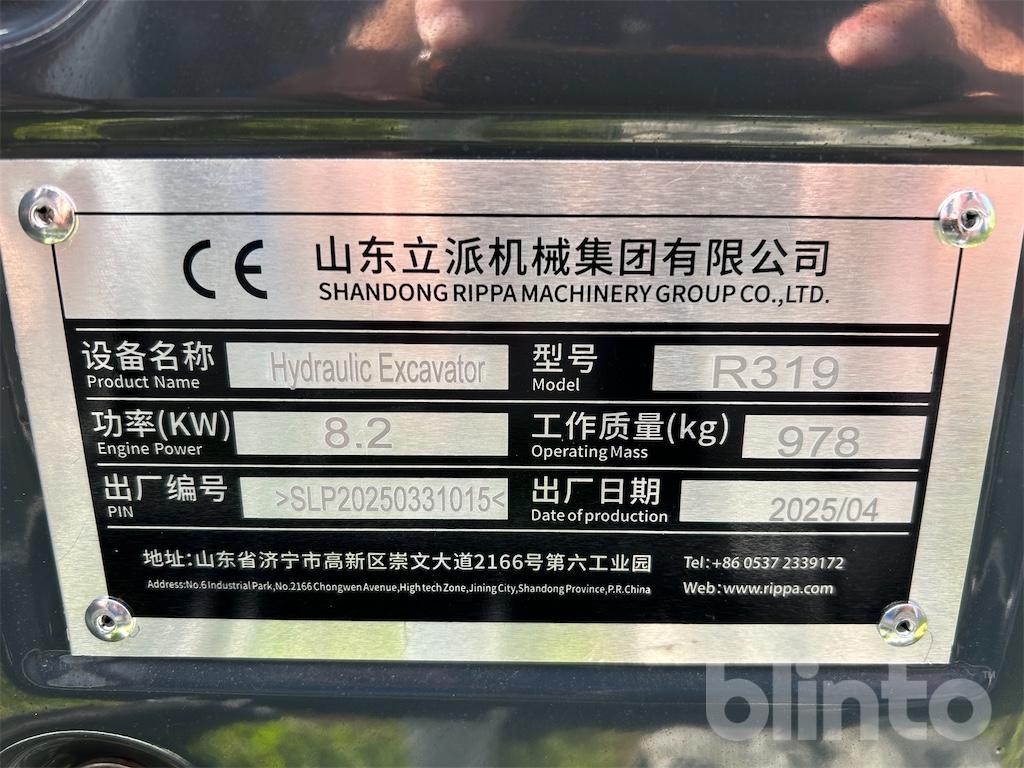 CE 山东立派机械集团有限公司
SHANDONG RIPPA MACHINERY GROUP CO.,LTD.
设备名称 Hydraulic Excavator 型号 R319
Product Name Model
功率(KW) 8.2 工作质量(kg) 978
Engine Power Operating Mass
出厂编号 >SLP20250331015< 出厂日期 2025/04
PIN Date of production
地址:山东省济宁市高新区崇文大道2166号第六工业园 Tel:+86 0537 2339172
Address:No.6 Industrial Park,No.2166 Chongwen Avenue,High tech Zone,Jining City,Shandong Province,P.R.China Web:www.rippa.com
blinto™